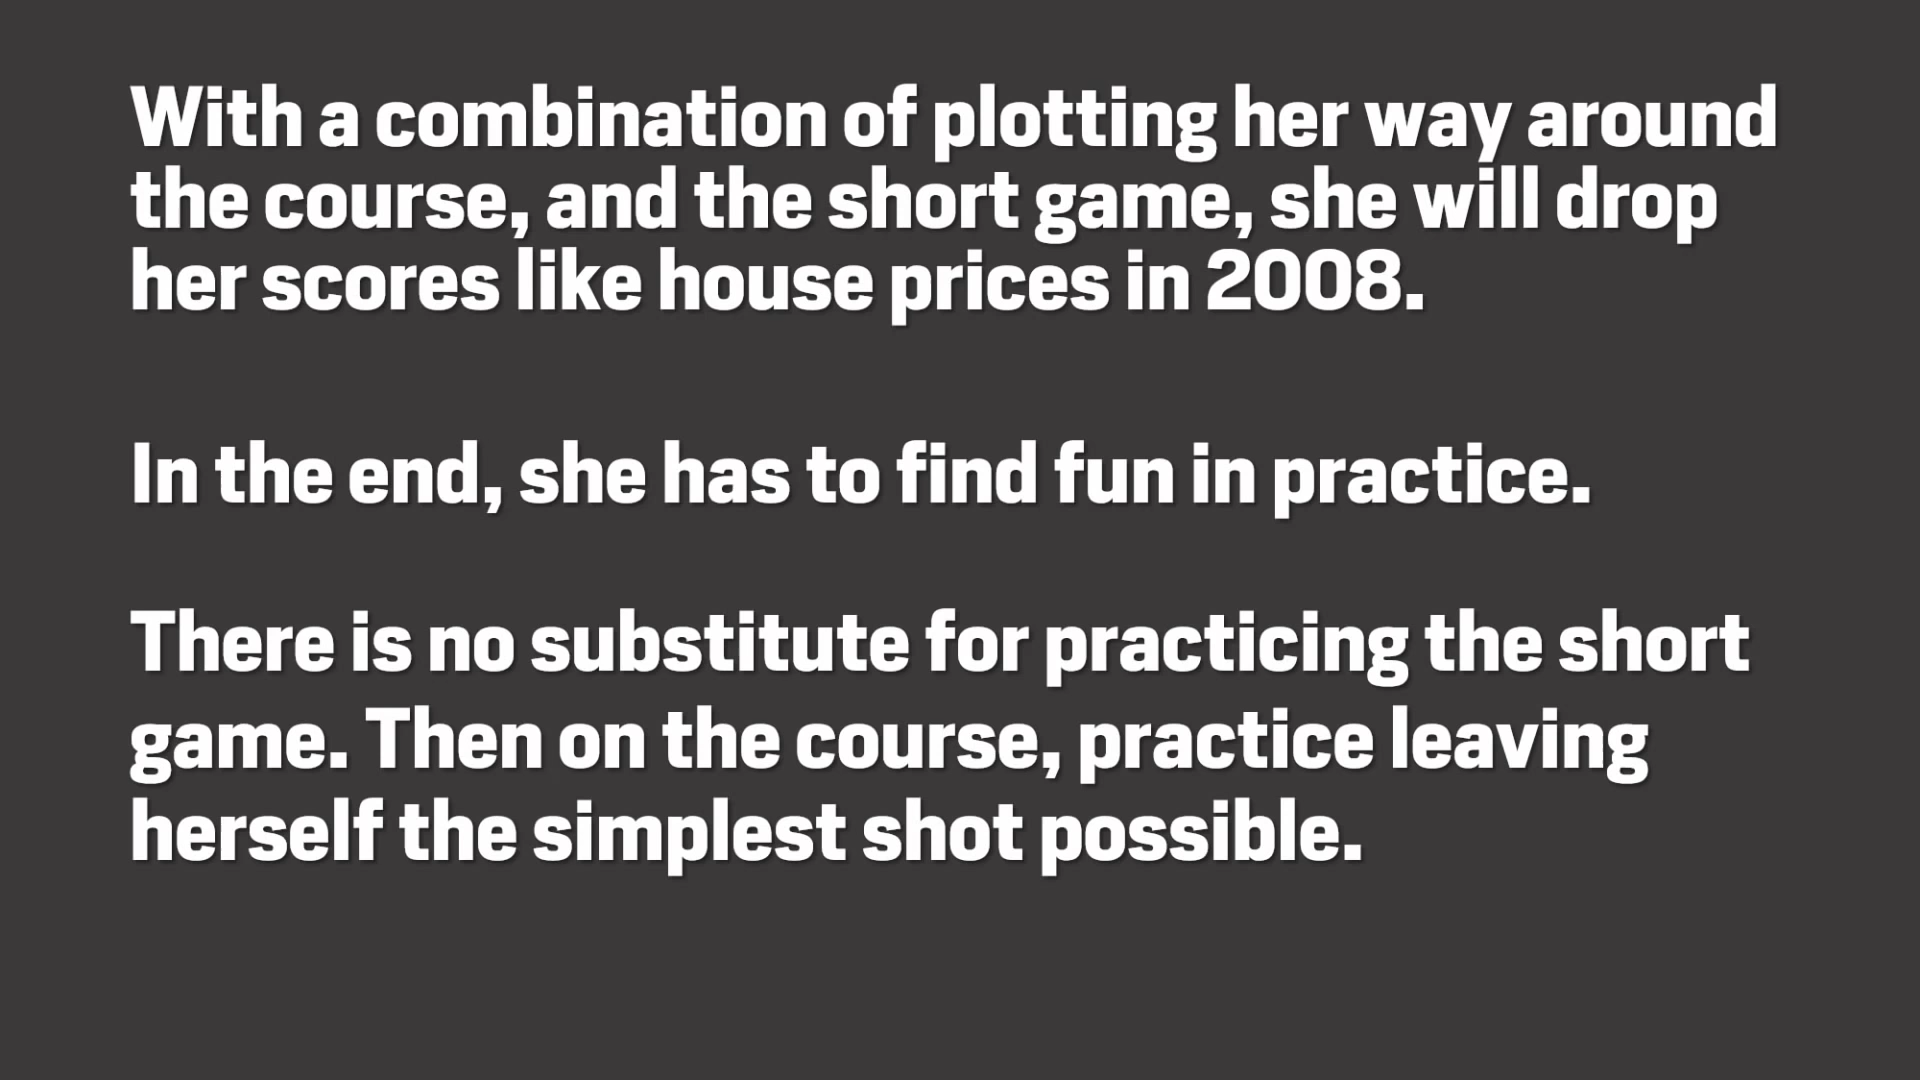 With a combination of plotting her way around
the course, and the short game, she will drop
her scores like house prices in 2008.
In the end, she has to find fun in practice.
There is no substitute for practicing the short
game. Then on the course, practice leaving
herself the simplest shot possible.